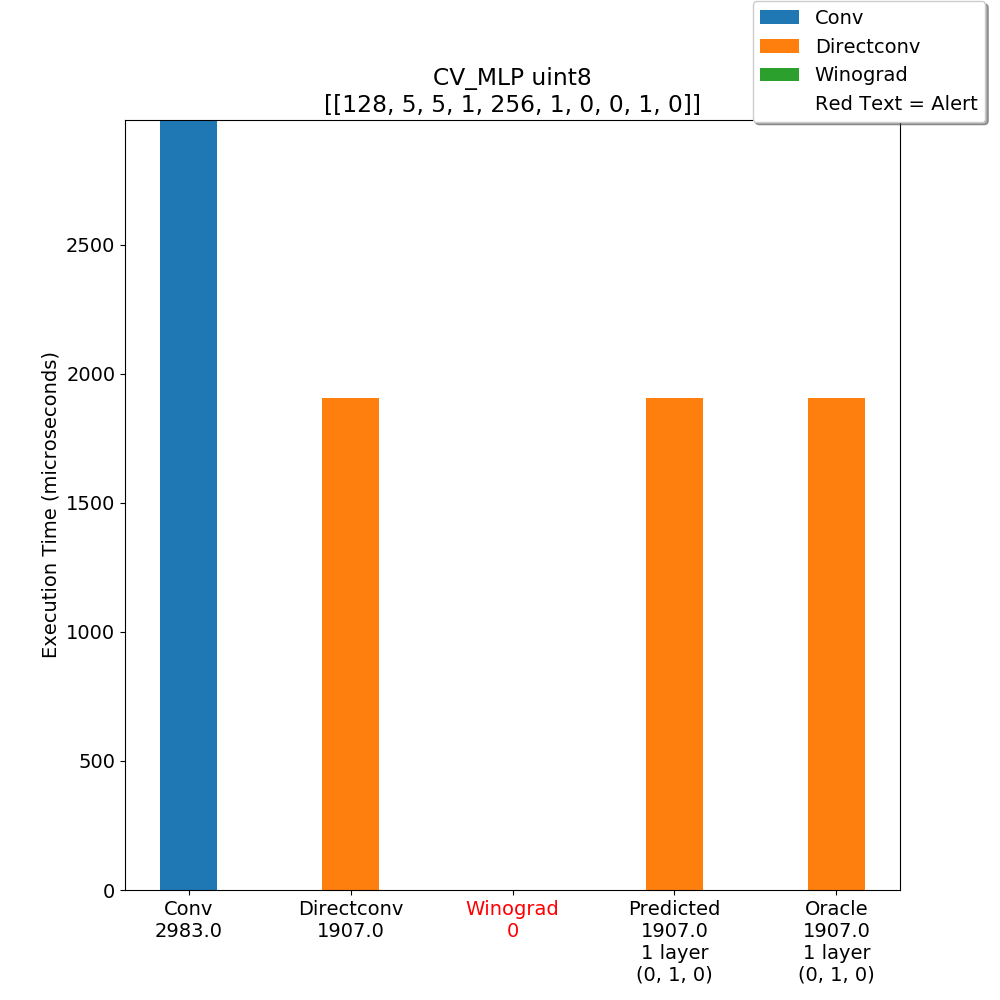 Conv
Directconv
Winograd
Red Text = Alert
CV_MLP uint8
[[128, 5, 5, 1, 256, 1, 0, 0, 1, 0]]
Execution Time (microseconds)
2500
2000
1500
1000
500
0
Conv
2983.0
Directconv
1907.0
Winograd
0
Predicted
1907.0
1 layer
(0, 1, 0)
Oracle
1907.0
1 layer
(0, 1, 0)